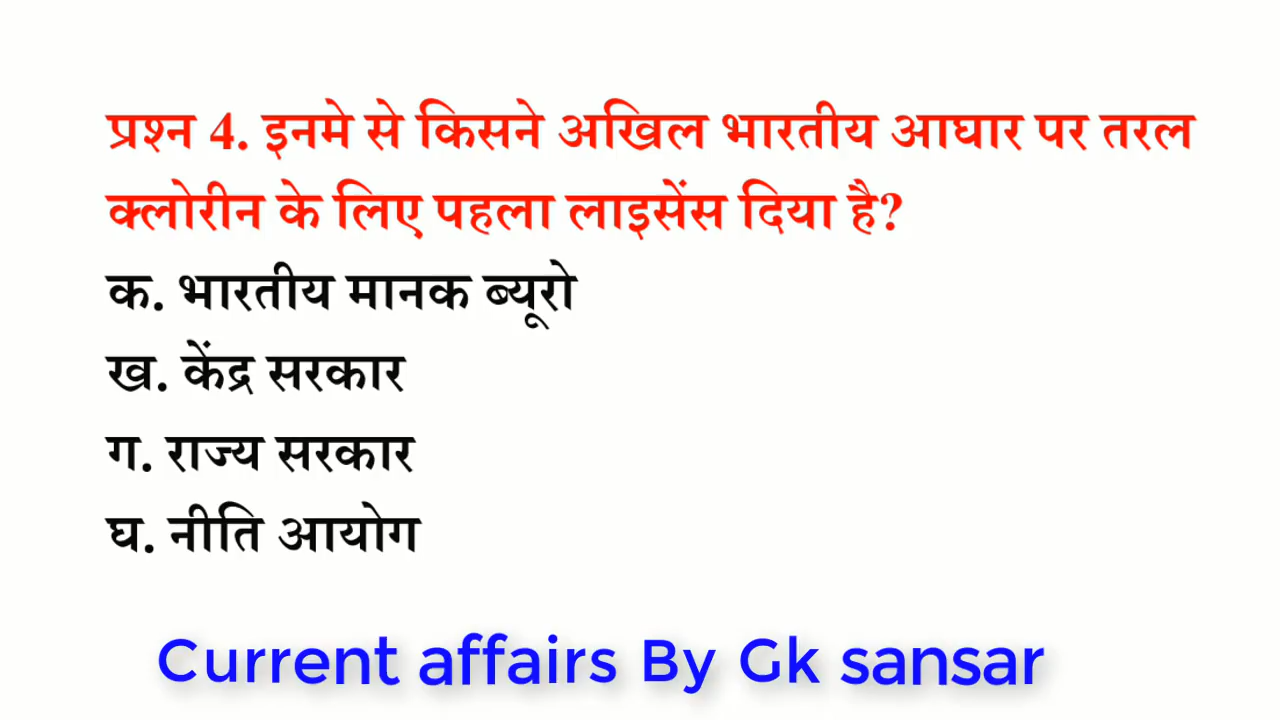 प्रश्न 4. इनमे से किसने अखिल भारतीय आघार पर तरल
क्लोरीन के लिए पहला लाइसेंस दिया है?
क. भारतीय मानक ब्यूरो
ख. केंद्र सरकार
ग. राज्य सरकार
घ. नीति आयोग
Current affairs By Gk sansar